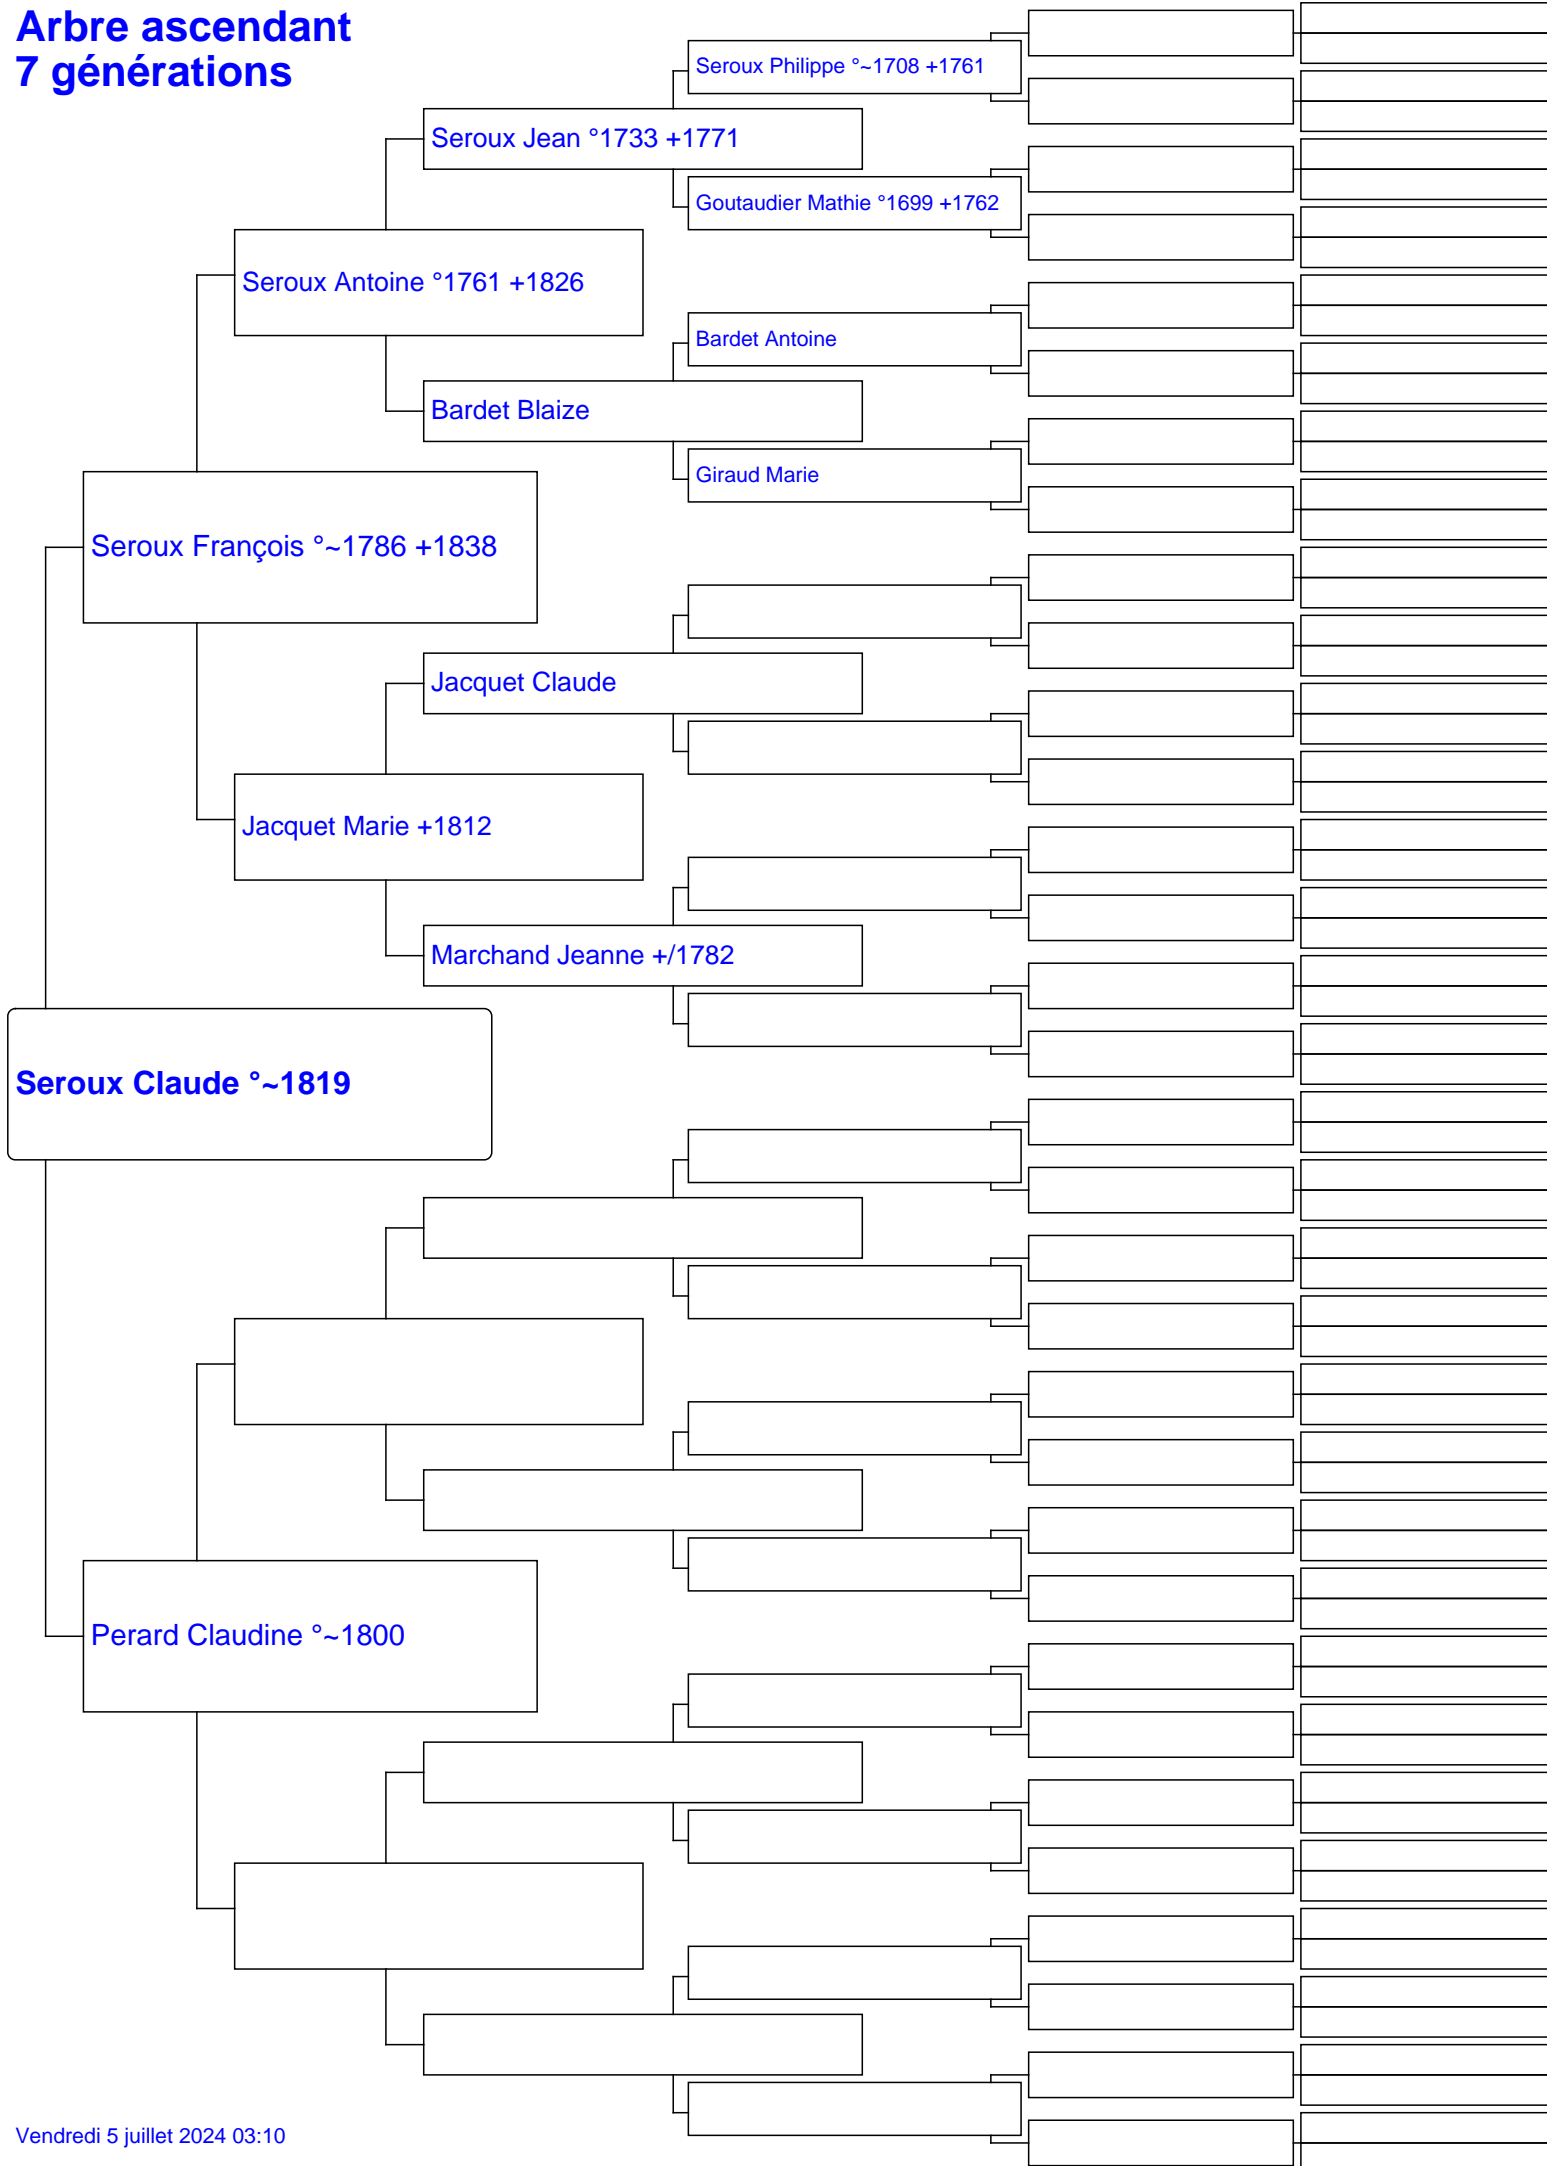 Arbre ascendant
7 générations
Seroux Philippe °~1708 +1761
Seroux Jean °1733 +1771
Goutaudier Mathie °1699 +1762
Seroux Antoine °1761 +1826
Bardet Antoine
Bardet Blaize
Giraud Marie
Seroux François °~1786 +1838
Jacquet Claude
Jacquet Marie +1812
Marchand Jeanne +/1782
Seroux Claude °~1819
Perard Claudine °~1800
Vendredi 5 juillet 2024 03:10